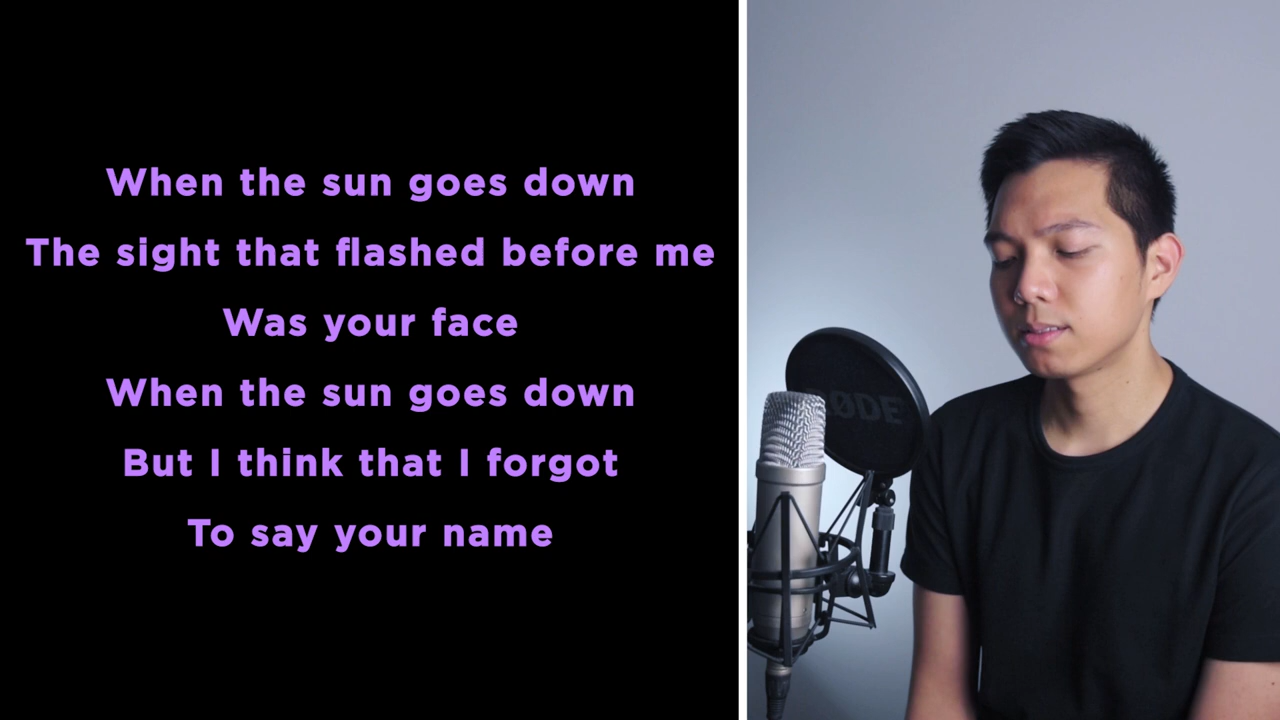 When the sun goes down
The sight that flashed before me
Was your face
When the sun goes down
But I think that I forgot
To say your name
RØDE